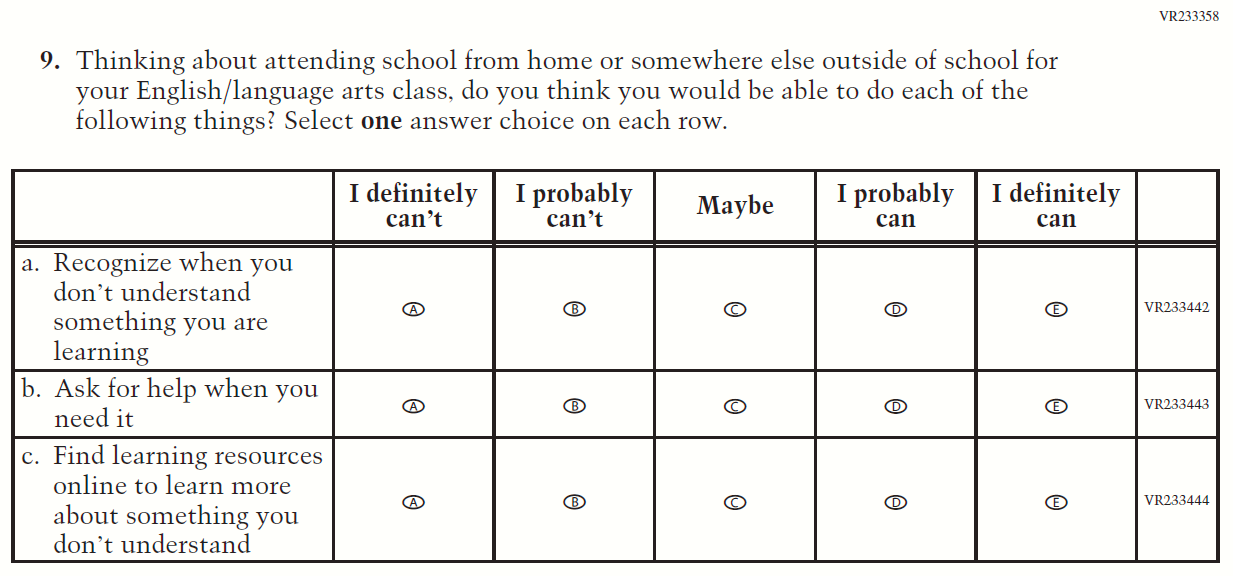 VR233358
9. Thinking about attending school from home or somewhere else outside of school for
your English/language arts class, do you think you would be able to do each of the
following things? Select one answer choice on each row.
I definitely can’t I probably can’t Maybe I probably can I definitely can
a. Recognize when you
don’t understand
something you are
learning
A B C D E VR233442
b. Ask for help when you
need it
A B C D E VR233443
c. Find learning resources
online to learn more
about something you
don’t understand
A B C D E VR233444